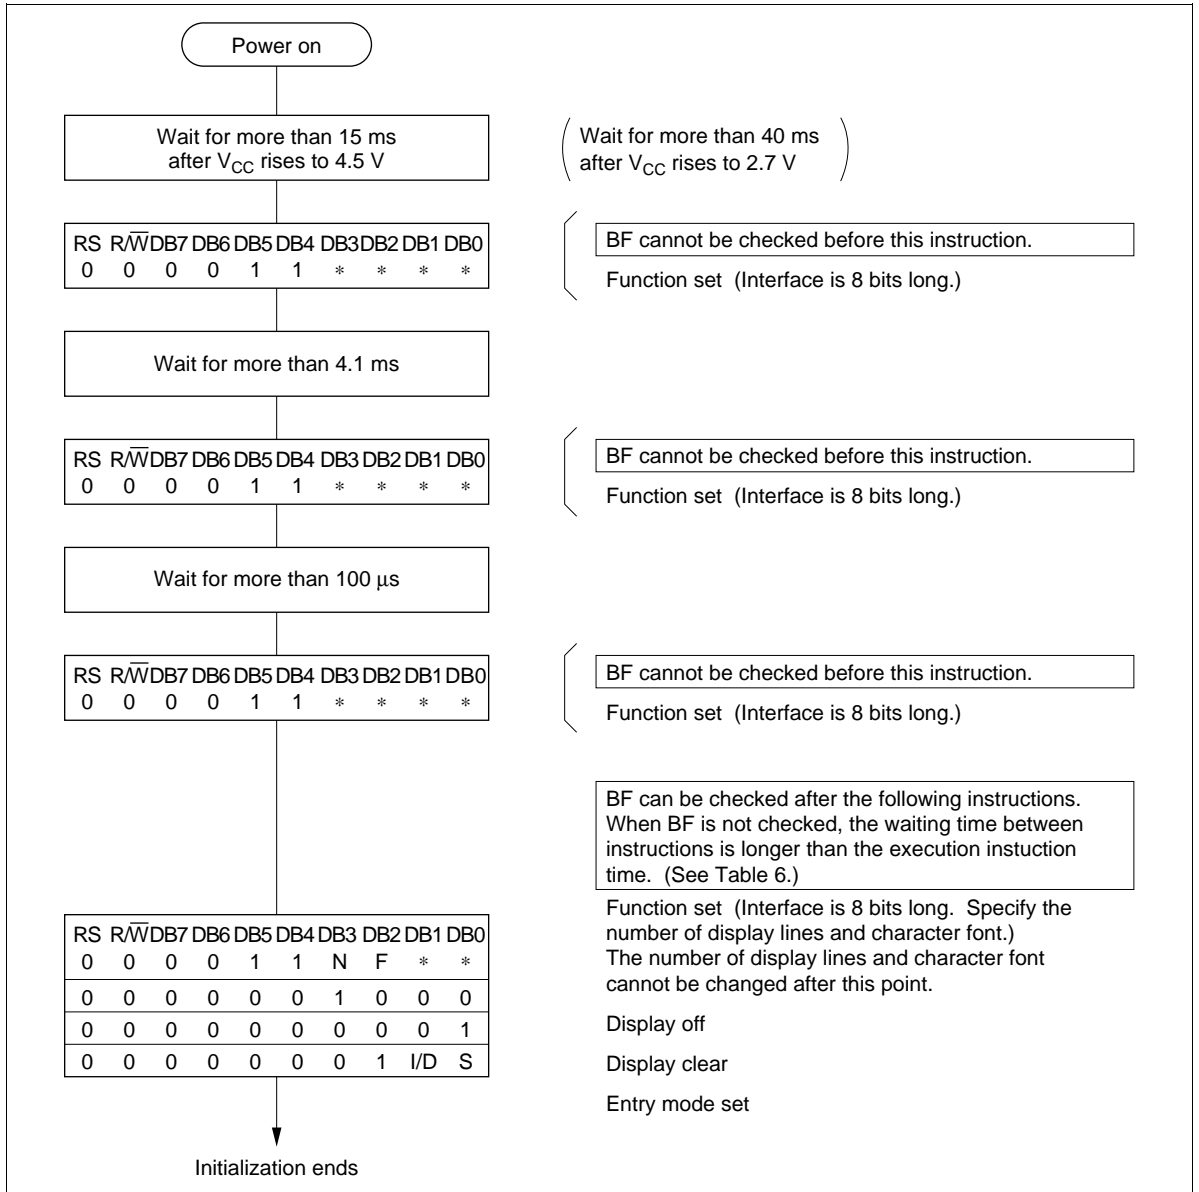 Power on
Wait for more than 15 ms
after VCC rises to 4.5 V
Wait for more than 40 ms
after VCC rises to 2.7 V
RS R/W̅ DB7 DB6 DB5 DB4 DB3 DB2 DB1 DB0
0 0 0 0 1 1 * * * *
BF cannot be checked before this instruction.
Function set (Interface is 8 bits long.)
Wait for more than 4.1 ms
RS R/W̅ DB7 DB6 DB5 DB4 DB3 DB2 DB1 DB0
0 0 0 0 1 1 * * * *
BF cannot be checked before this instruction.
Function set (Interface is 8 bits long.)
Wait for more than 100 μs
RS R/W̅ DB7 DB6 DB5 DB4 DB3 DB2 DB1 DB0
0 0 0 0 1 1 * * * *
BF cannot be checked before this instruction.
Function set (Interface is 8 bits long.)
BF can be checked after the following instructions.
When BF is not checked, the waiting time between
instructions is longer than the execution instuction
time. (See Table 6.)
RS R/W̅ DB7 DB6 DB5 DB4 DB3 DB2 DB1 DB0
0 0 0 0 1 1 N F * *
0 0 0 0 0 0 1 0 0 0
0 0 0 0 0 0 0 0 0 1
0 0 0 0 0 0 0 1 I/D S
Function set (Interface is 8 bits long. Specify the
number of display lines and character font.)
The number of display lines and character font
cannot be changed after this point.
Display off
Display clear
Entry mode set
Initialization ends